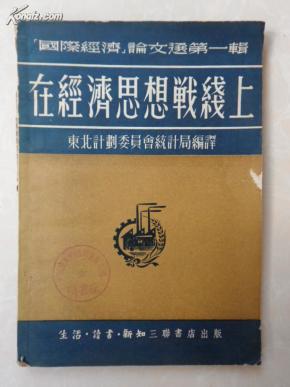 「國際經濟」論文選第一輯
在經濟思想戰綫上
東北計劃委員會統計局編譯
生活·讀書·新知三聯書店出版